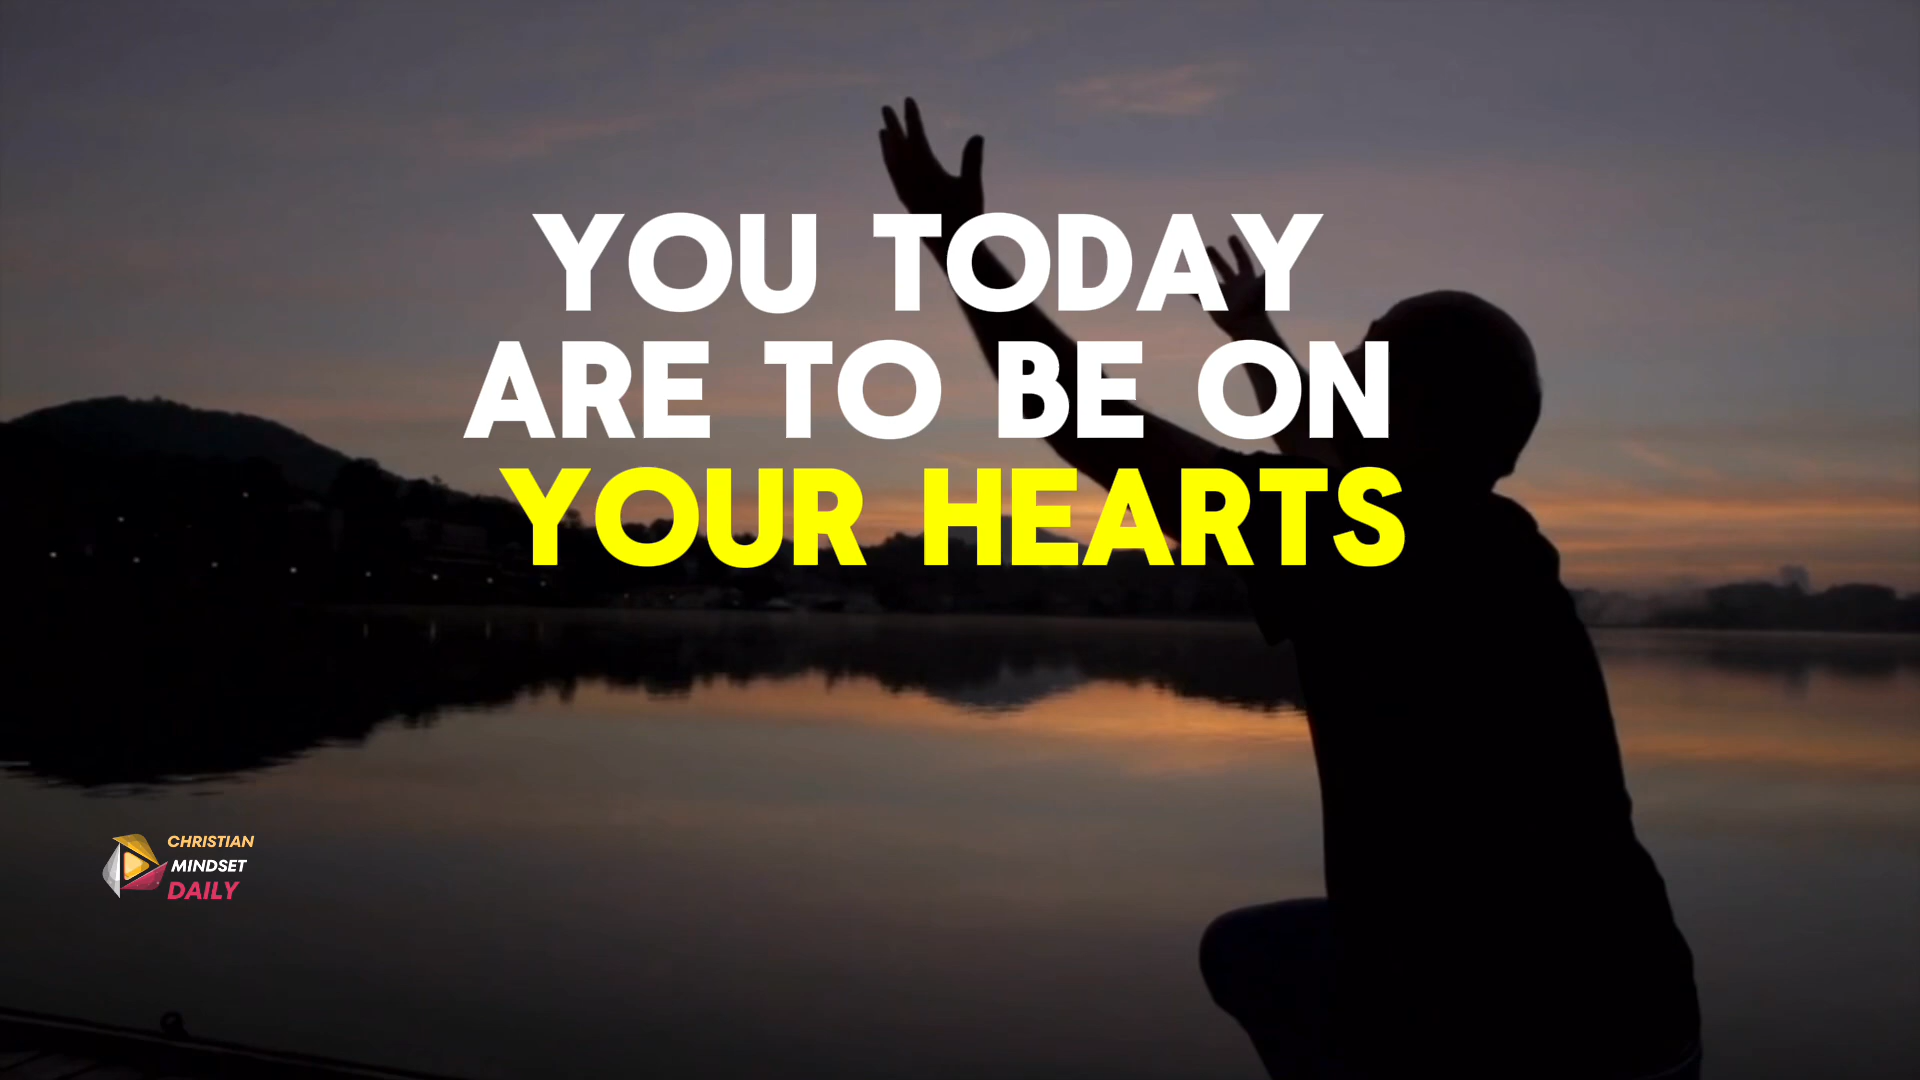 YOU TODAY
ARE TO BE ON
YOUR HEARTS
CHRISTIAN
MINDSET
DAILY